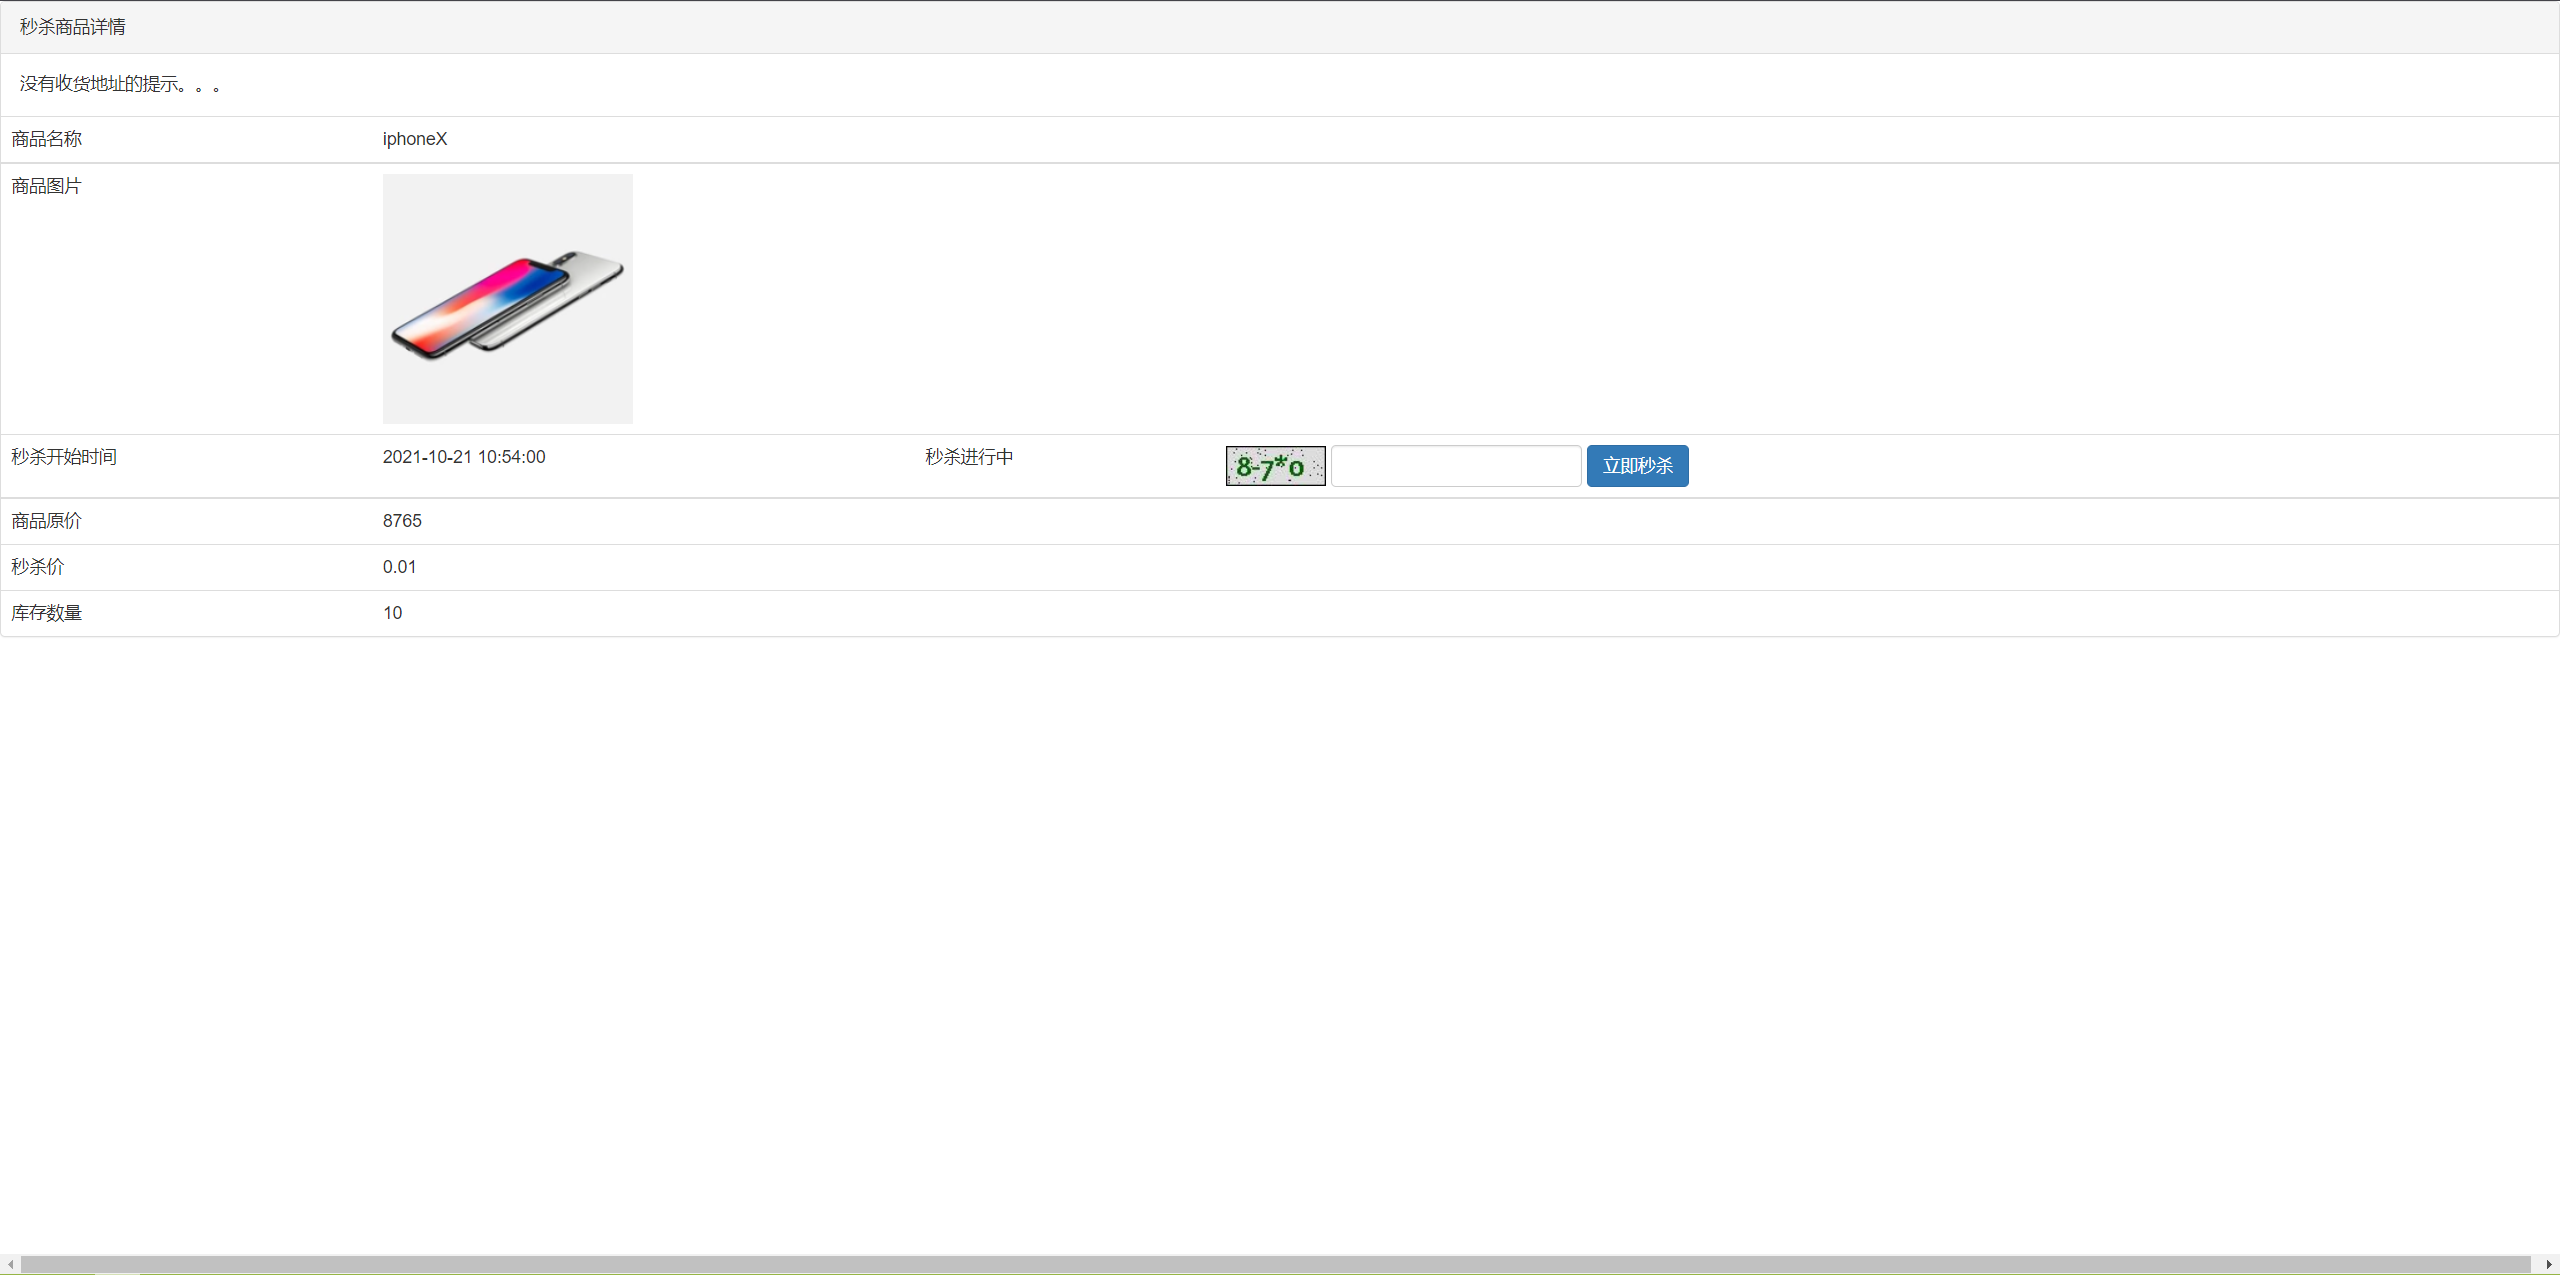 秒杀商品详情
没有收货地址的提示。。。
商品名称 iphoneX
商品图片
秒杀开始时间 2021-10-21 10:54:00 秒杀进行中 8-7*0 立即秒杀
商品原价 8765
秒杀价 0.01
库存数量 10